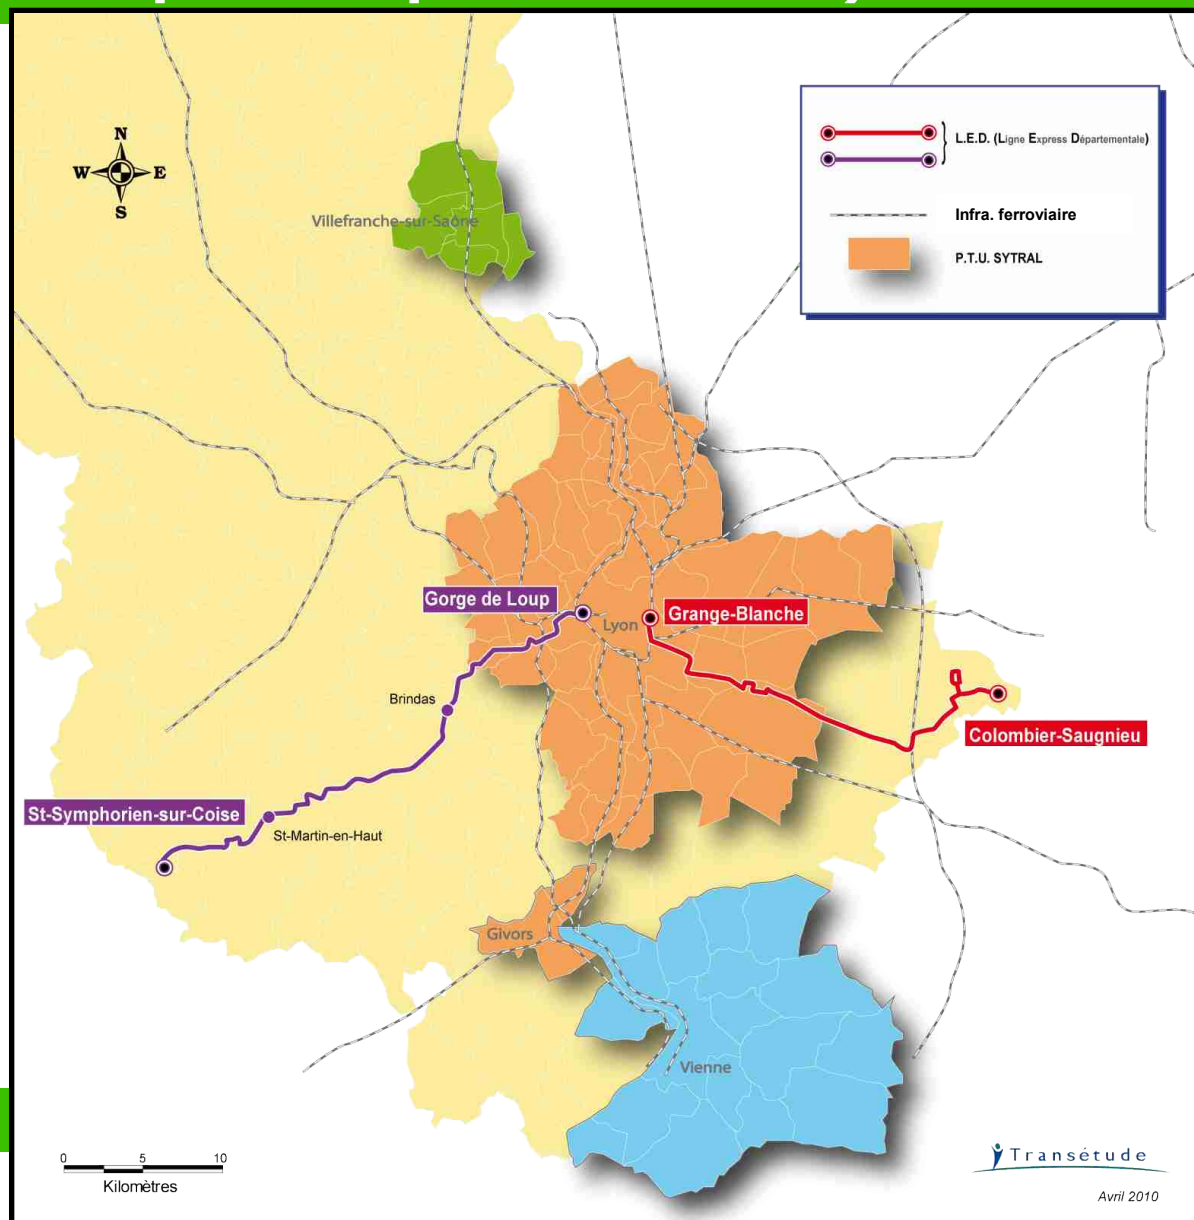 N
W E
S
L.E.D. (Ligne Express Départementale)
Infra. ferroviaire
P.T.U. SYTRAL
Villefranche-sur-Saône
Gorge de Loup
Lyon
Grange-Blanche
Brindas
Colombier-Saugnieu
St-Symphorien-sur-Coise
St-Martin-en-Haut
Givors
Vienne
0 5 10
Kilomètres
Transétude
Avril 2010